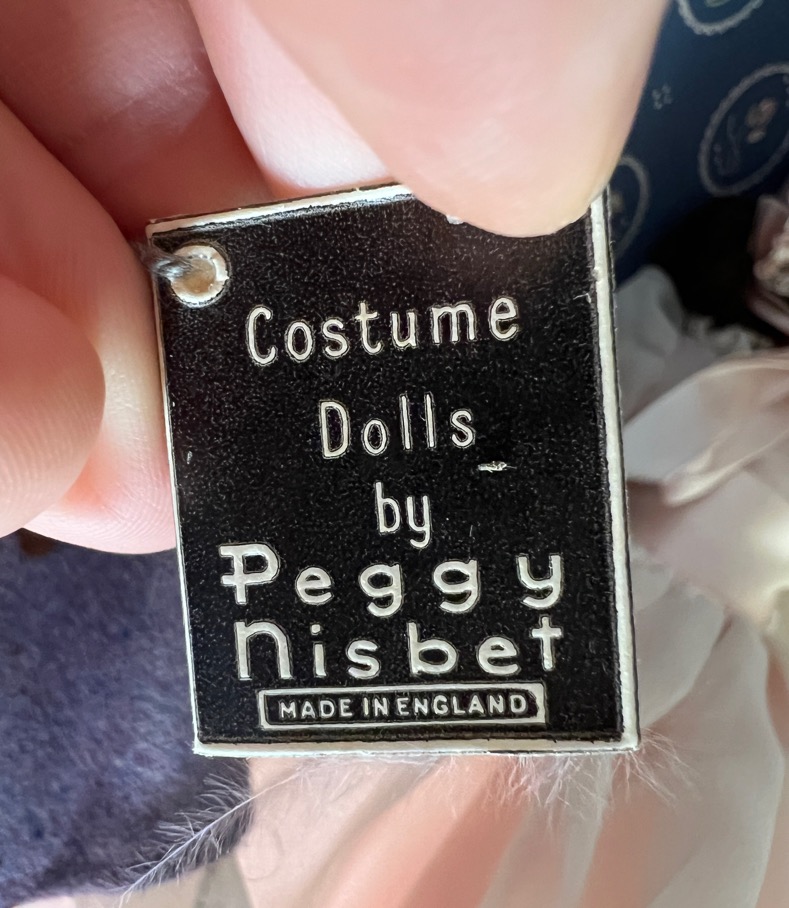 Costume
Dolls
by
Peggy
Nisbet
MADE IN ENGLAND